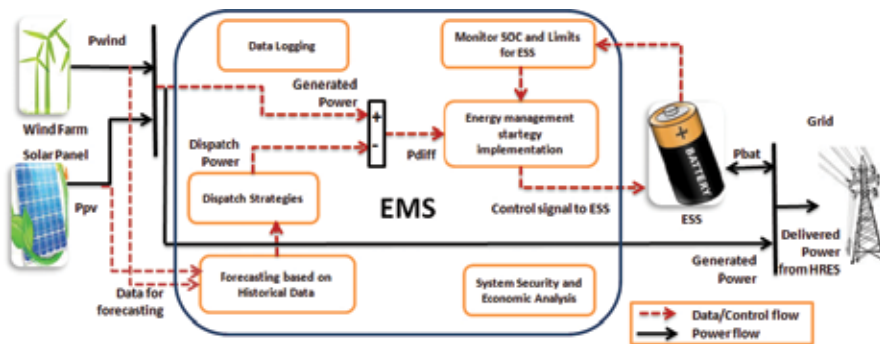 Pwind
Wind Farm
Solar Panel
Ppv
Data for
forecasting
Data Logging
Generated
Power
Dispatch
Power
Dispatch Strategies
Forecasting based on
Historical Data
EMS
+
-
Pdiff
Monitor SOC and Limits
for ESS
Energy management
startegy
implementation
Control signal to ESS
System Security and
Economic Analysis
BATTERY
ESS
Pbat
Grid
Generated
Power
Delivered
Power
from HRES
Data/Control flow
Power flow